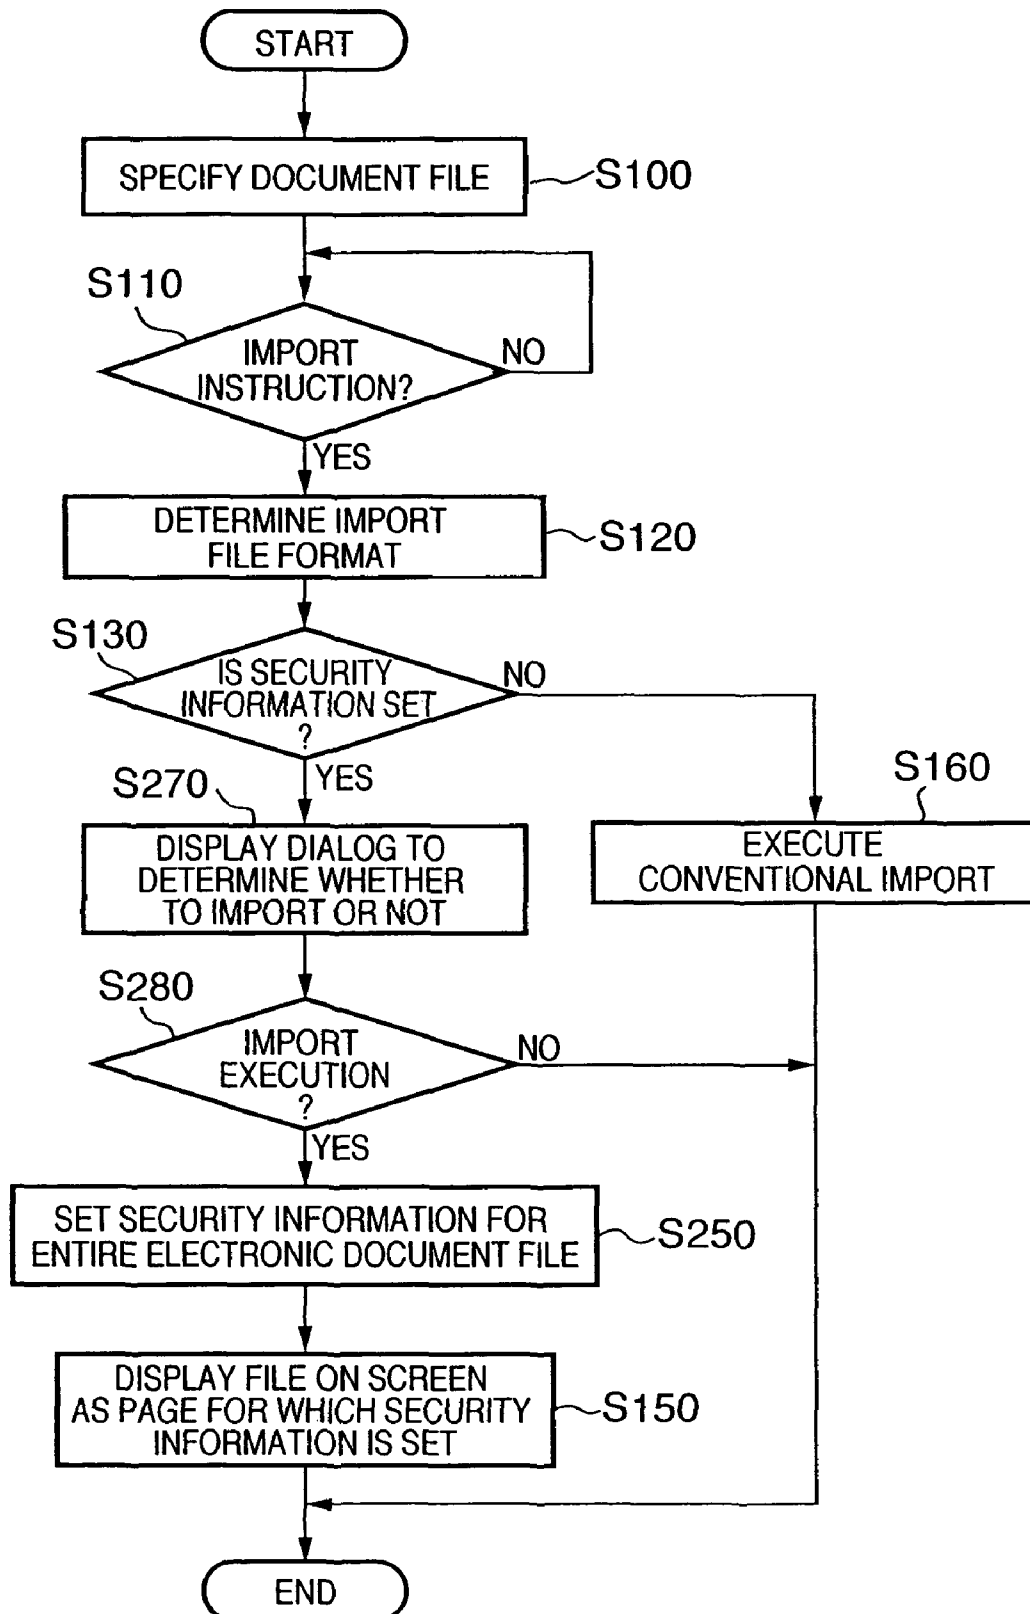 START
SPECIFY DOCUMENT FILE
S100
S110
IMPORT
INSTRUCTION?
NO
YES
DETERMINE IMPORT
FILE FORMAT
S120
S130
IS SECURITY
INFORMATION SET
?
NO
YES
S270
DISPLAY DIALOG TO
DETERMINE WHETHER
TO IMPORT OR NOT
S160
EXECUTE
CONVENTIONAL IMPORT
S280
IMPORT
EXECUTION
?
NO
YES
SET SECURITY INFORMATION FOR
ENTIRE ELECTRONIC DOCUMENT FILE
S250
DISPLAY FILE ON SCREEN
AS PAGE FOR WHICH SECURITY
INFORMATION IS SET
S150
END